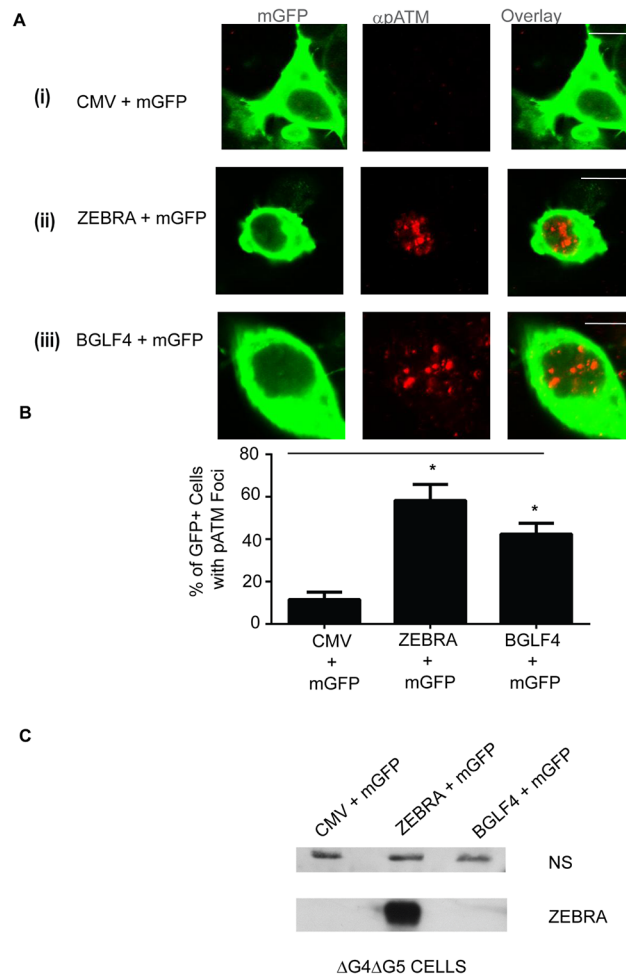 A
mGFP αpATM Overlay
(i) CMV + mGFP
(ii) ZEBRA + mGFP
(iii) BGLF4 + mGFP
B
% of GFP+ Cells
with pATM Foci
80
60
40
20
0
* *
CMV ZEBRA BGLF4
+ + +
mGFP mGFP mGFP
C
CMV + mGFP ZEBRA + mGFP BGLF4 + mGFP
NS
ZEBRA
ΔG4ΔG5 CELLS